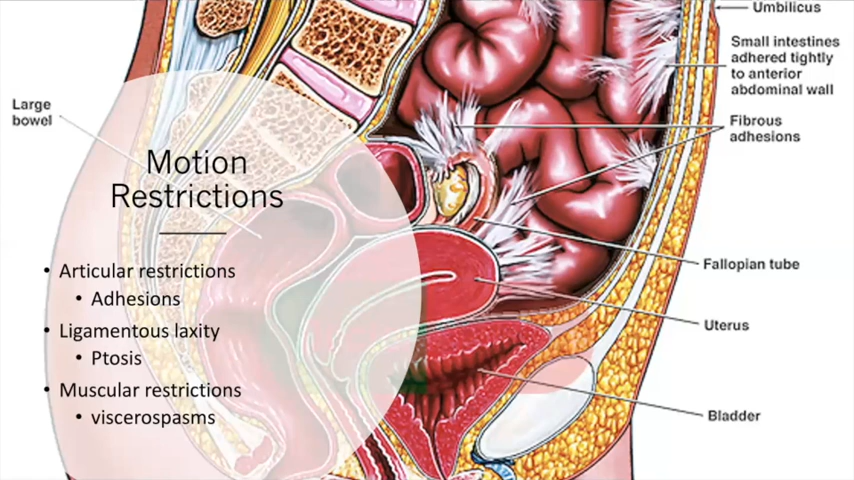 Umbilicus
Small intestines
adhered tightly
to anterior
abdominal wall
Large
bowel
Fibrous
adhesions
Motion
Restrictions
• Articular restrictions
• Adhesions
• Ligamentous laxity
• Ptosis
• Muscular restrictions
• viscerospasms
Fallopian tube
Uterus
Bladder